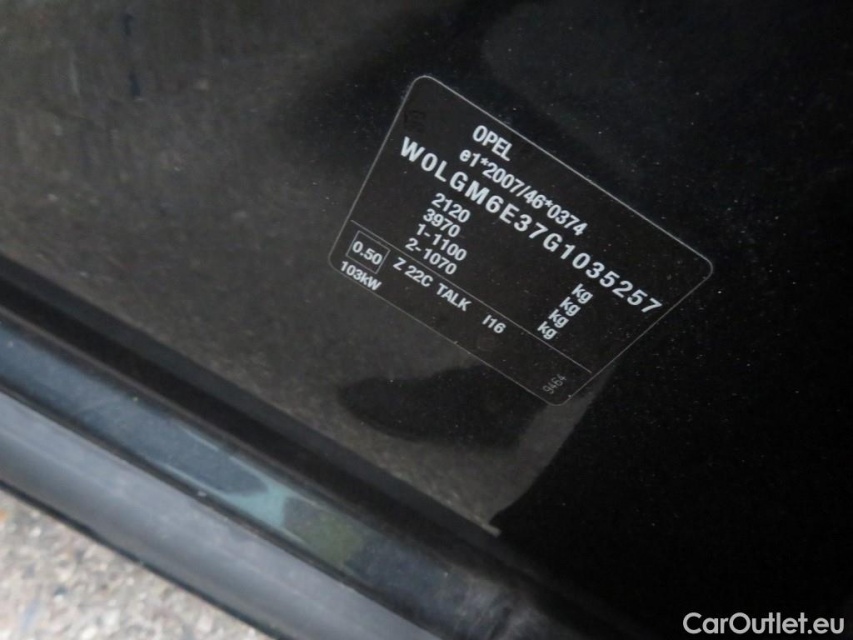 OPEL
e1*2007/46*0374
W0LGM6E37G1035257
2120 kg
3970 kg
1-1100 kg
2-1070 kg
0.50 Z 22C TALK I16
103kW
9464
CarOutlet.eu